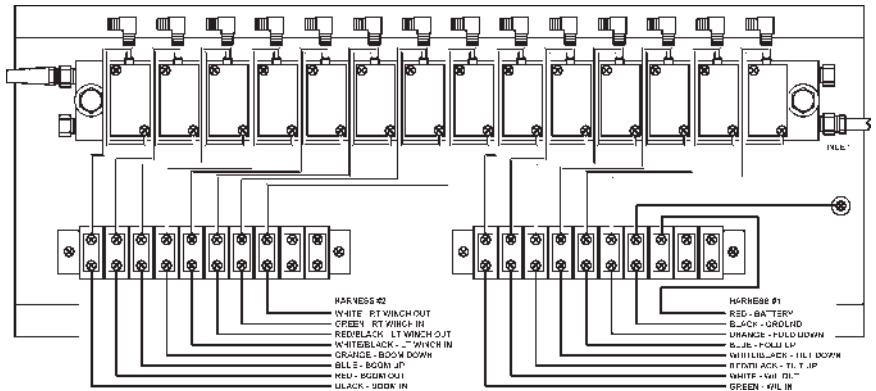 INLET
HARNESS #2
WHITE - RT WINCH OUT
GREEN - RT WINCH IN
RED/BLACK - LT WINCH OUT
WHITE/BLACK - LT WINCH IN
ORANGE - BOOM DOWN
BLUE - BOOM UP
RED - BOOM OUT
BLACK - BOOM IN
HARNESS #1
RED - BATTERY
BLACK - GROUND
ORANGE - FOLD DOWN
BLUE - FOLD UP
WHITE/BLACK - TILT DOWN
RED/BLACK - TILT UP
WHITE - W/L OUT
GREEN - W/L IN